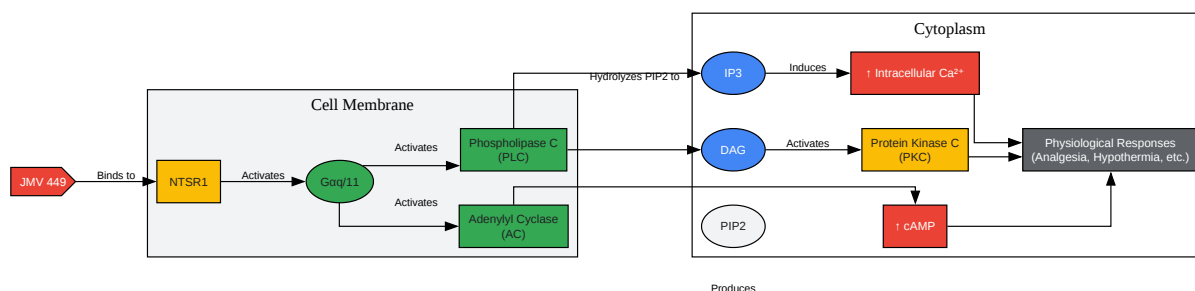 Cytoplasm
Hydrolyzes PIP2 to
IP3
Induces
↑ Intracellular Ca²⁺
Cell Membrane
Activates
Phospholipase C
(PLC)
DAG
Activates
Protein Kinase C
(PKC)
Physiological Responses
(Analgesia, Hypothermia, etc.)
JMV 449
Binds to
NTSR1
Activates
Gαq/11
Activates
Adenylyl Cyclase
(AC)
PIP2
↑ cAMP
Produces